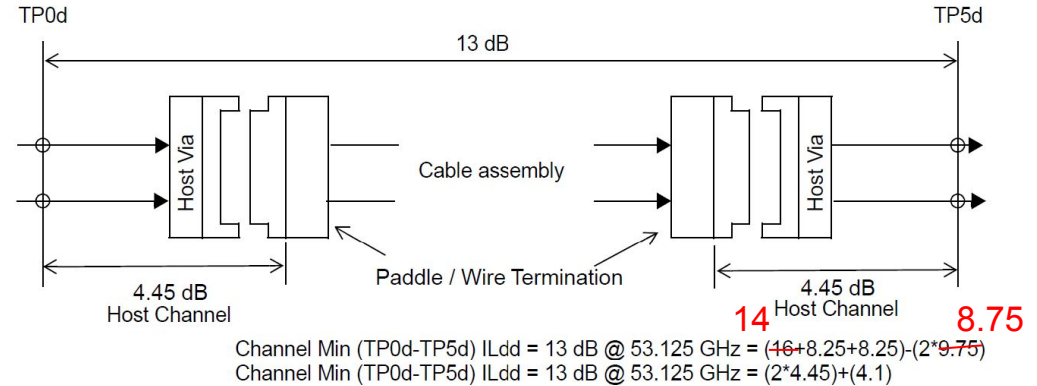 TP0d
TP5d
13 dB
Host Via
Cable assembly
Host Via
Paddle / Wire Termination
4.45 dB
Host Channel
4.45 dB
Host Channel
14
8.75
Channel Min (TP0d-TP5d) ILdd = 13 dB @ 53.125 GHz = (16+8.25+8.25)-(2*9.75)
Channel Min (TP0d-TP5d) ILdd = 13 dB @ 53.125 GHz = (2*4.45)+(4.1)